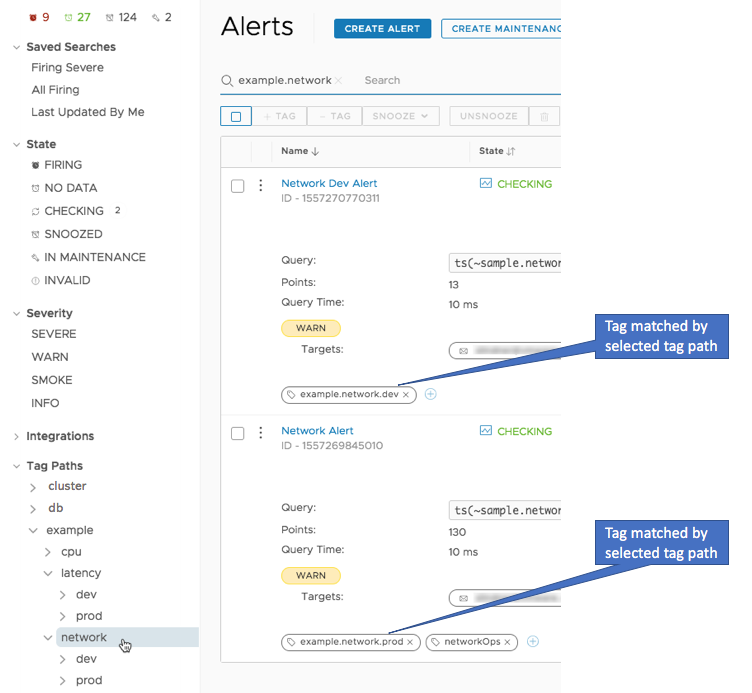 9 27 124 2
Saved Searches
Firing Severe
All Firing
Last Updated By Me
State
FIRING
NO DATA
CHECKING 2
SNOOZED
IN MAINTENANCE
INVALID
Severity
SEVERE
WARN
SMOKE
INFO
Integrations
Tag Paths
cluster
db
example
cpu
latency
dev
prod
network
dev
prod
Alerts
CREATE ALERT
CREATE MAINTENANC
example.network
Search
+ TAG
− TAG
SNOOZE
UNSNOOZE
Name
State
Network Dev Alert
CHECKING
ID - 1557270770311
Query:
ts(~sample.networ
Points:
13
Query Time:
10 ms
WARN
Targets:
example.network.dev
Tag matched by
selected tag path
Network Alert
CHECKING
ID - 1557269845010
Query:
ts(~sample.networ
Points:
130
Query Time:
10 ms
WARN
Targets:
example.network.prod
networkOps
Tag matched by
selected tag path